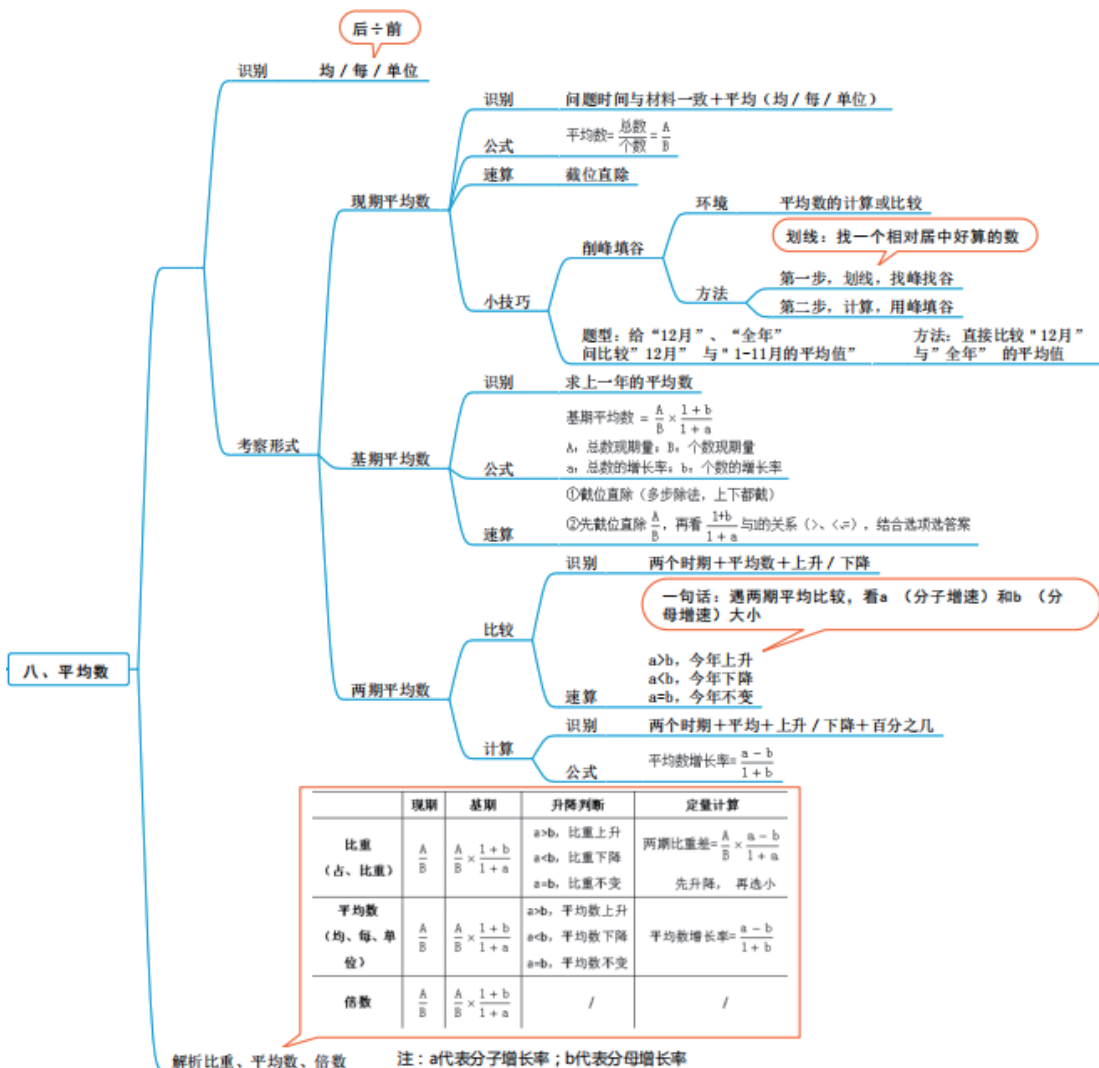 后÷前
识别 均/每/单位
识别 问题时间与材料一致+平均（均/每/单位）
公式 平均数=总数/个数=A/B
速算 截位直除
现期平均数
环境 平均数的计算或比较
划线：找一个相对居中好算的数
削峰填谷
第一步，划线，找峰找谷
方法
第二步，计算，用峰填谷
小技巧
题型：给“12月”、“全年” 方法：直接比较"12月"
问比较”12月” 与"1-11月的平均值” 与”全年” 的平均值
识别 求上一年的平均数
基期平均数 = A/B × (1+b)/(1+a)
A：总数现期量；B：个数现期量
公式 a：总数的增长率；b：个数的增长率
考察形式
基期平均数
①截位直除（多步除法，上下都截）
②先截位直除A/B，再看(1+b)/(1+a)与1的关系（>、<、=），结合选项选答案
速算
识别 两个时期+平均数+上升/下降
一句话：遇两期平均比较，看a （分子增速）和b （分
母增速）大小
比较
a>b，今年上升
a<b，今年下降
速算 a=b，今年不变
八、平均数
两期平均数
识别 两个时期+平均+上升/下降+百分之几
计算
公式 平均数增长率=(a-b)/(1+b)
现期 基期 升降判断 定量计算
比重
（占、比重）
A/B
A/B × (1+b)/(1+a)
a>b，比重上升
a<b，比重下降
a=b，比重不变
两期比重差=A/B × (a-b)/(1+a)
先升降， 再选小
平均数
（均、每、单
位）
A/B
A/B × (1+b)/(1+a)
a>b，平均数上升
a<b，平均数下降
a=b，平均数不变
平均数增长率=(a-b)/(1+b)
倍数 A/B A/B × (1+b)/(1+a) / /
解析比重、平均数、倍数 注：a代表分子增长率；b代表分母增长率